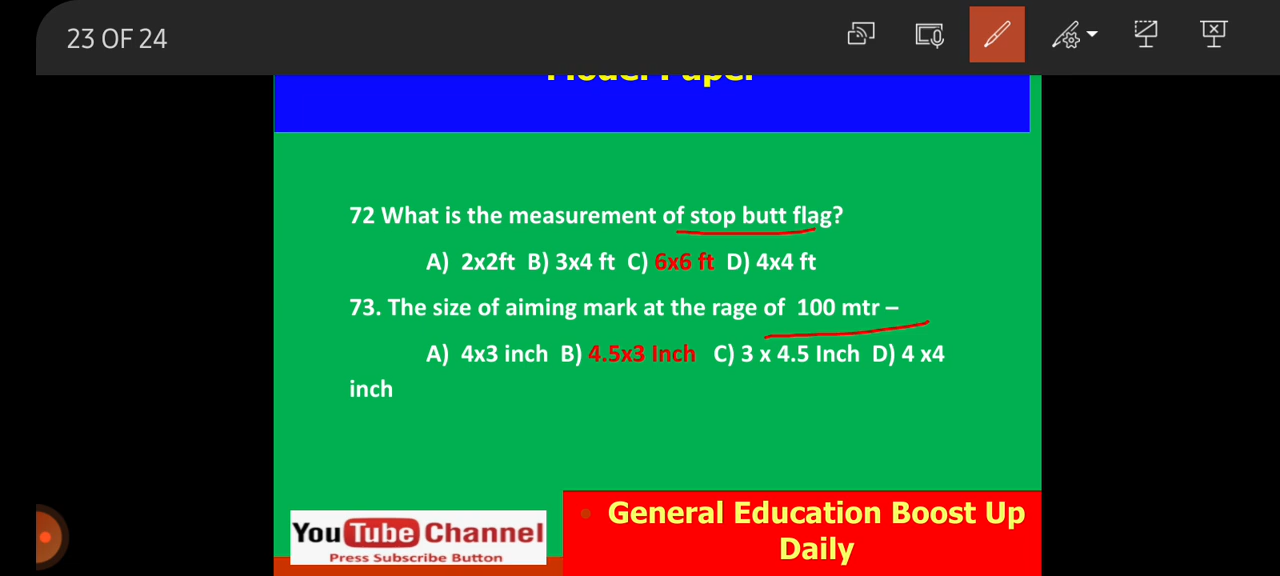 23 OF 24
Model Paper
72 What is the measurement of stop butt flag?
A) 2x2ft B) 3x4 ft C) 6x6 ft D) 4x4 ft
73. The size of aiming mark at the rage of 100 mtr –
A) 4x3 inch B) 4.5x3 Inch C) 3 x 4.5 Inch D) 4 x4
inch
YouTube Channel
Press Subscribe Button
• General Education Boost Up
Daily